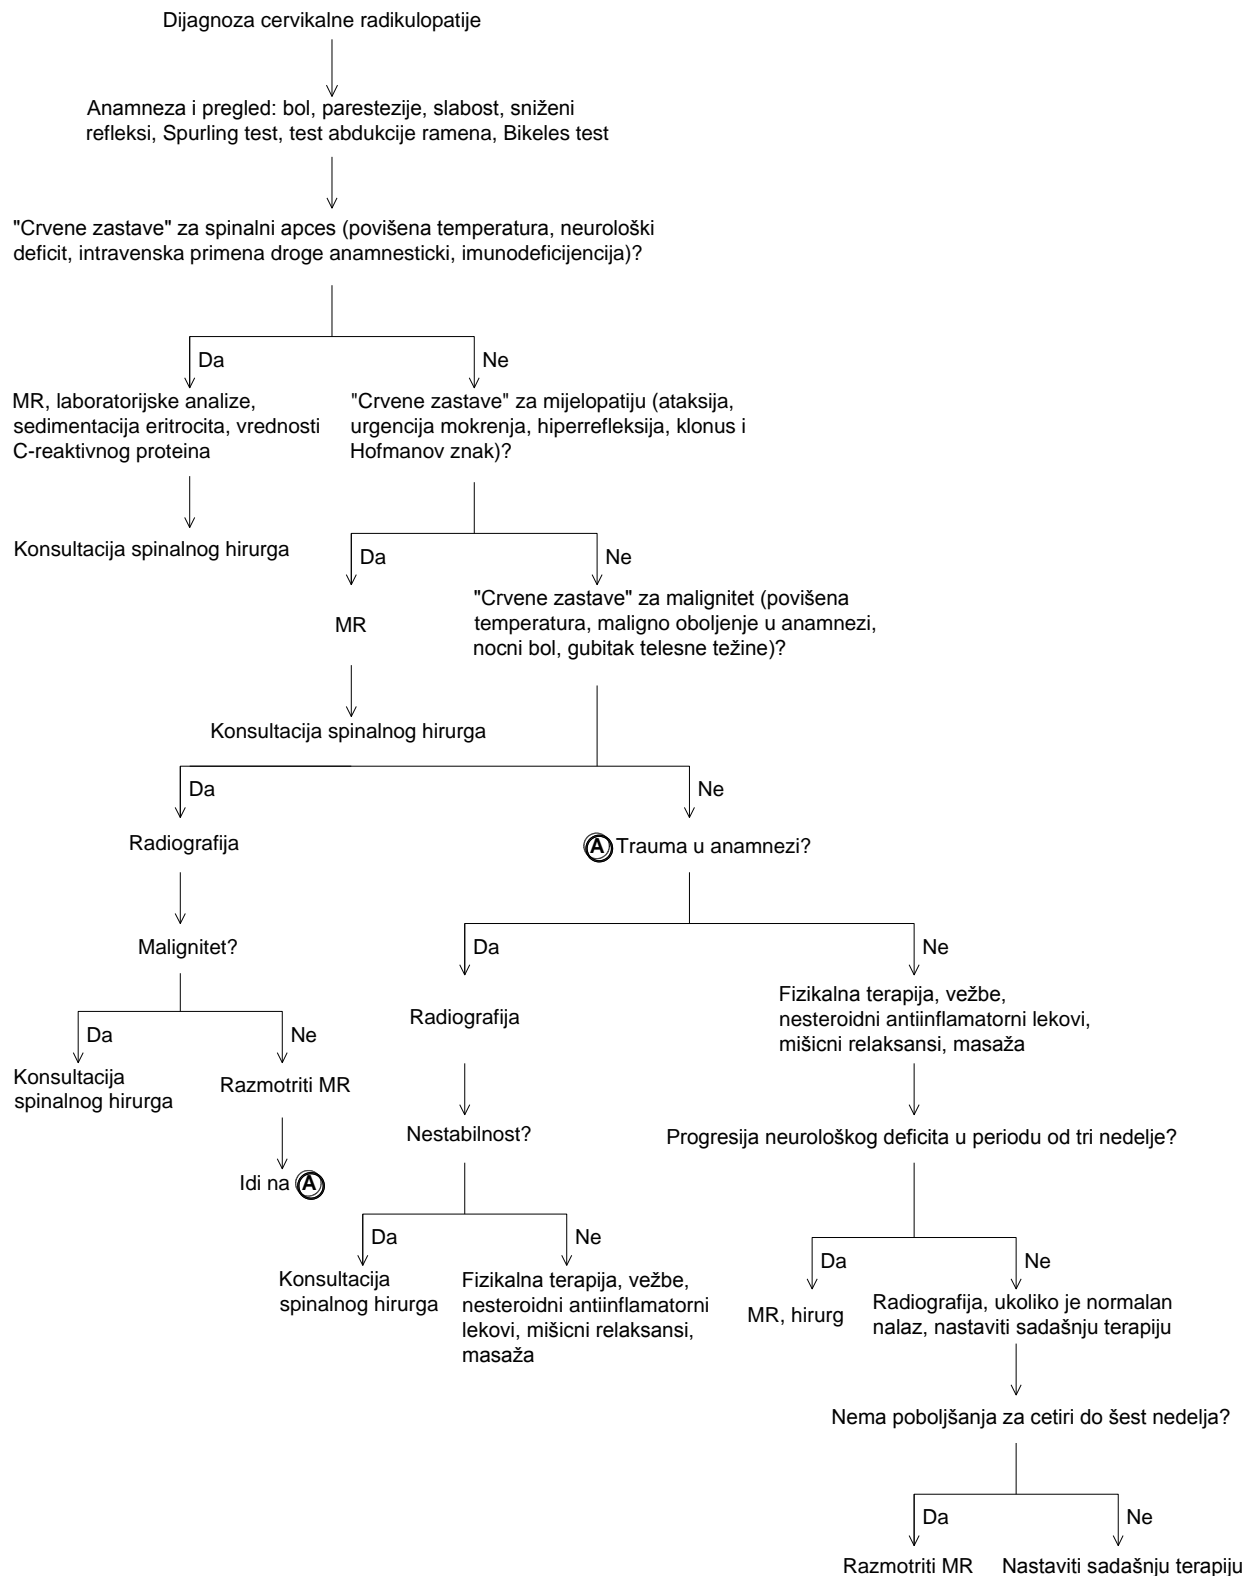 Dijagnoza cervikalne radikulopatije
Anamneza i pregled: bol, parestezije, slabost, sniženi
refleksi, Spurling test, test abdukcije ramena, Bikeles test
"Crvene zastave" za spinalni apces (povišena temperatura, neurološki
deficit, intravenska primena droge anamnesticki, imunodeficijencija)?
Da
Ne
MR, laboratorijske analize,
sedimentacija eritrocita, vrednosti
C-reaktivnog proteina
"Crvene zastave" za mijelopatiju (ataksija,
urgencija mokrenja, hiperrefleksija, klonus i
Hofmanov znak)?
Konsultacija spinalnog hirurga
Da
Ne
MR
"Crvene zastave" za malignitet (povišena
temperatura, maligno oboljenje u anamnezi,
nocni bol, gubitak telesne težine)?
Konsultacija spinalnog hirurga
Da
Ne
Radiografija
A Trauma u anamnezi?
Malignitet?
Da
Ne
Da
Ne
Konsultacija
spinalnog hirurga
Razmotriti MR
Idi na A
Radiografija
Fizikalna terapija, vežbe,
nesteroidni antiinflamatorni lekovi,
mišicni relaksansi, masaža
Nestabilnost?
Progresija neurološkog deficita u periodu od tri nedelje?
Da
Ne
Konsultacija
spinalnog hirurga
Fizikalna terapija, vežbe,
nesteroidni antiinflamatorni
lekovi, mišicni relaksansi,
masaža
Da
Ne
MR, hirurg
Radiografija, ukoliko je normalan
nalaz, nastaviti sadašnju terapiju
Nema poboljšanja za cetiri do šest nedelja?
Da
Ne
Razmotriti MR
Nastaviti sadašnju terapiju